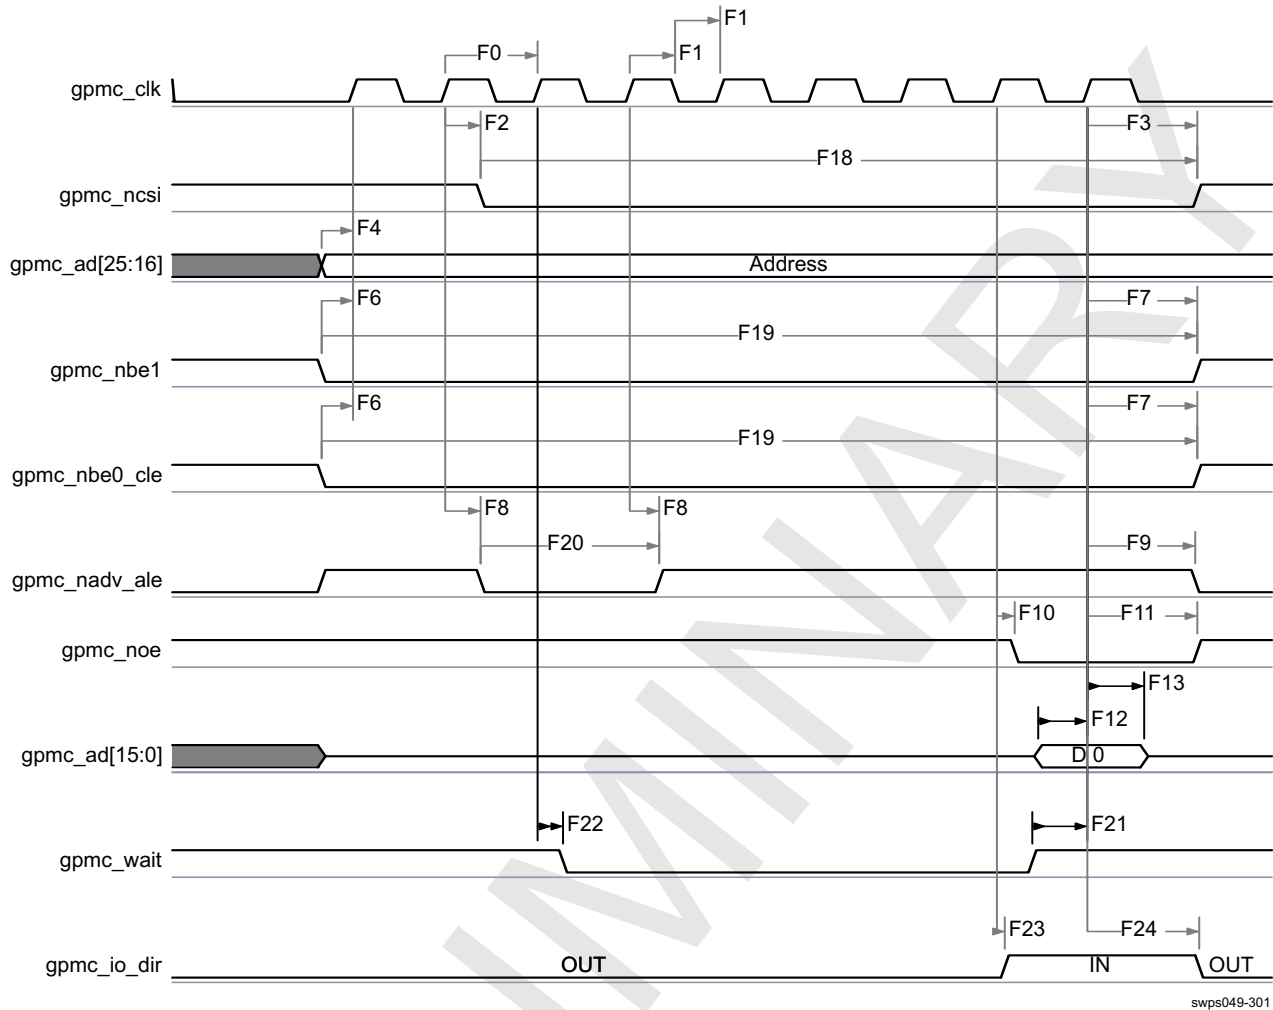 F1
F0 F1
gpmc_clk
F2 F3
F18
gpmc_ncsi
F4
gpmc_ad[25:16] Address
F6 F7
F19
gpmc_nbe1
F6 F7
F19
gpmc_nbe0_cle
F8 F8
F20 F9
gpmc_nadv_ale
F10 F11
gpmc_noe
F13
F12
gpmc_ad[15:0] D 0
F22 F21
gpmc_wait
F23 F24
gpmc_io_dir OUT IN OUT
swps049-301
IMINARY